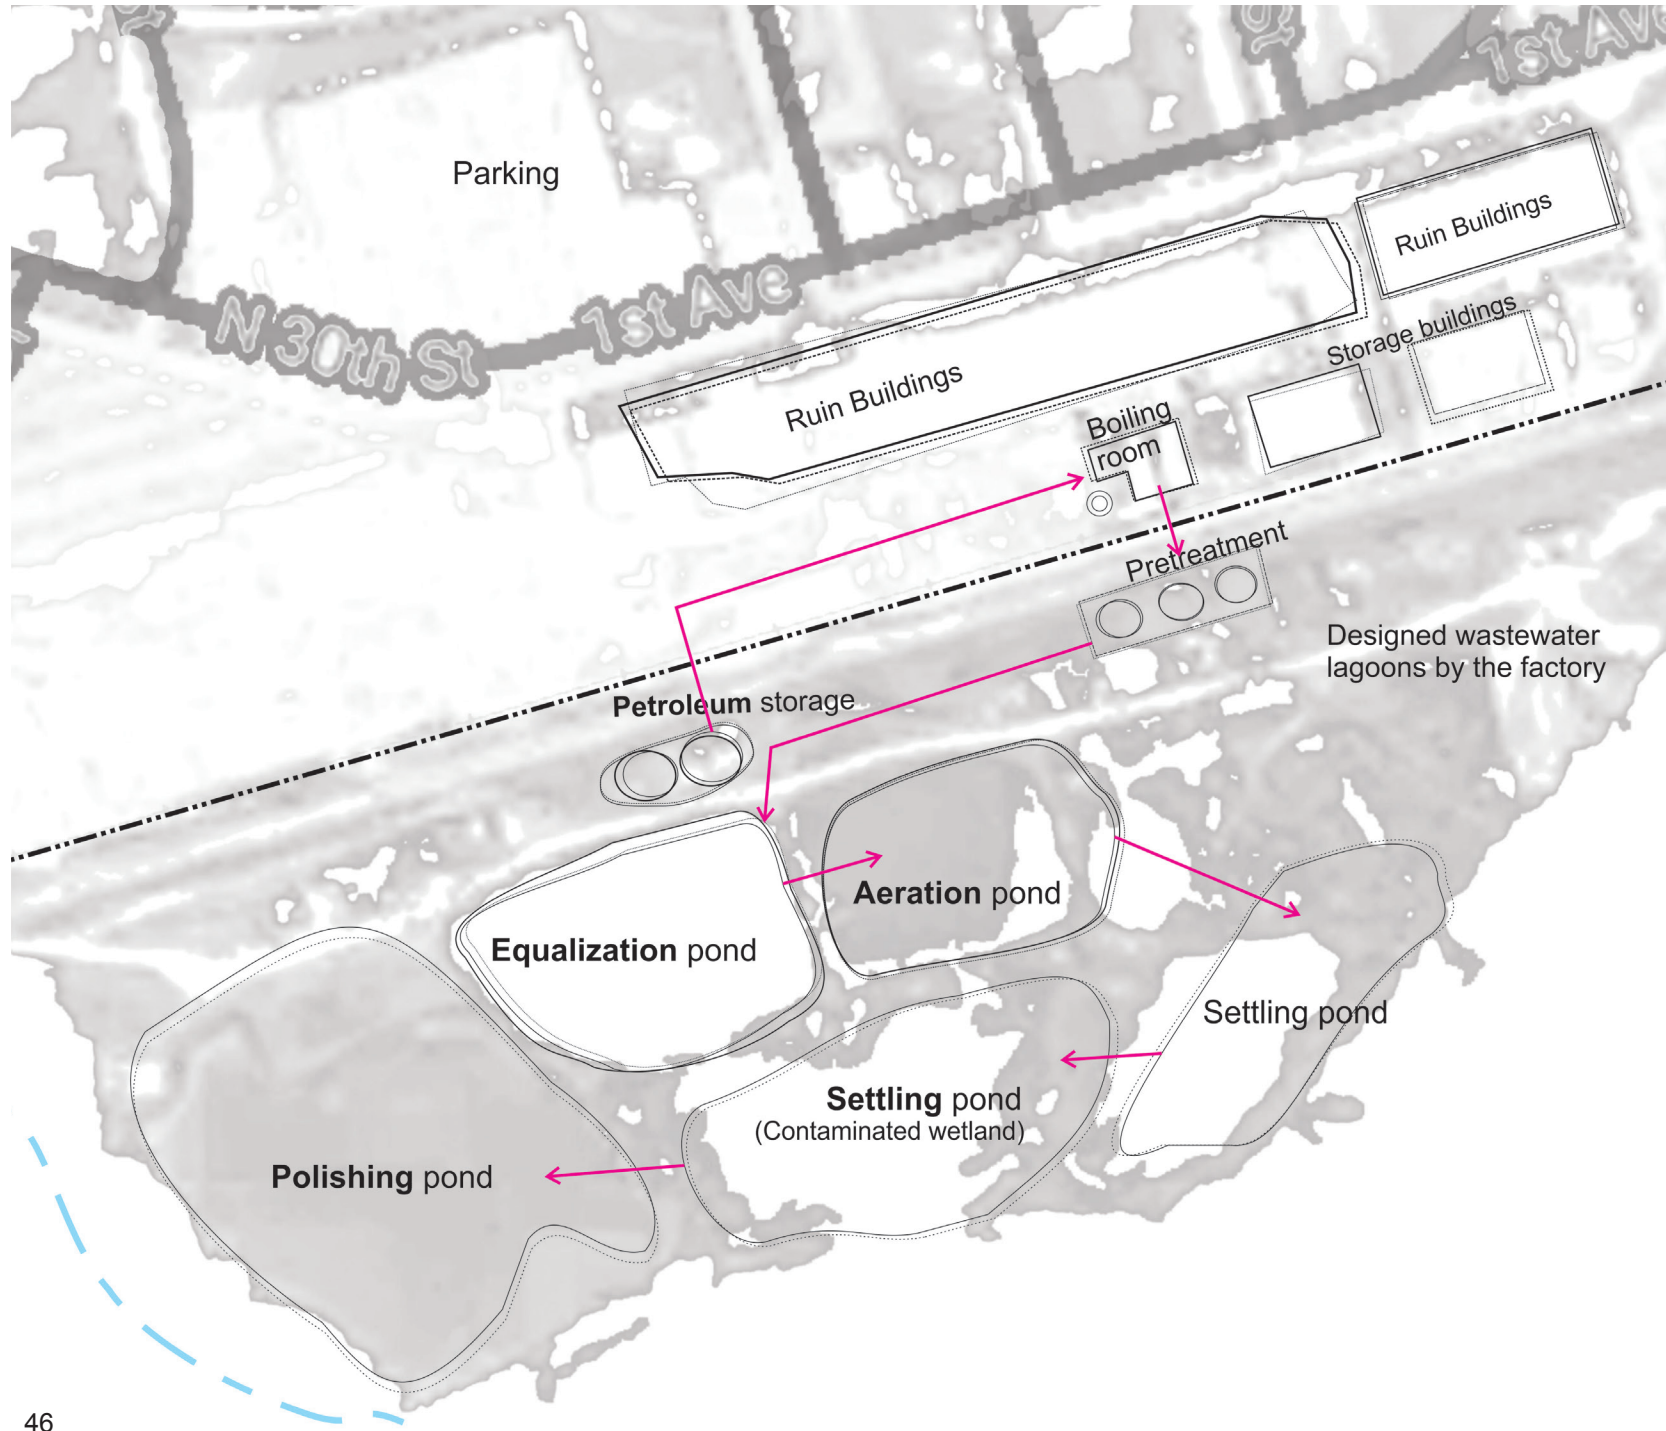 1st Ave
Parking
Ruin Buildings
N 30th St
1st Ave
Storage buildings
Ruin Buildings
Boiling
room
Pretreatment
Designed wastewater
lagoons by the factory
Petroleum storage
Aeration pond
Equalization pond
Settling pond
Settling pond
(Contaminated wetland)
Polishing pond
46